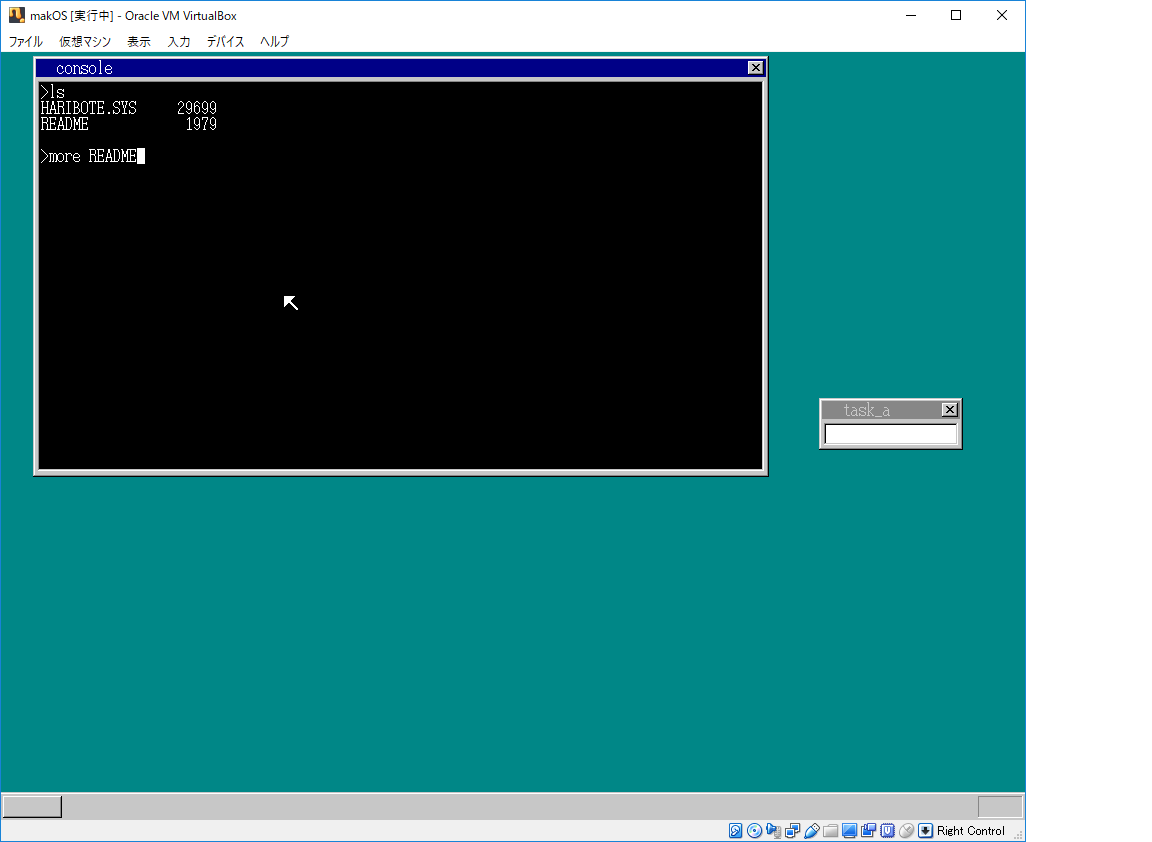 makOS [実行中] - Oracle VM VirtualBox
ファイル 仮想マシン 表示 入力 デバイス ヘルプ
console
>ls
HARIBOTE.SYS 29699
README 1979
>more README
task_a
Right Control